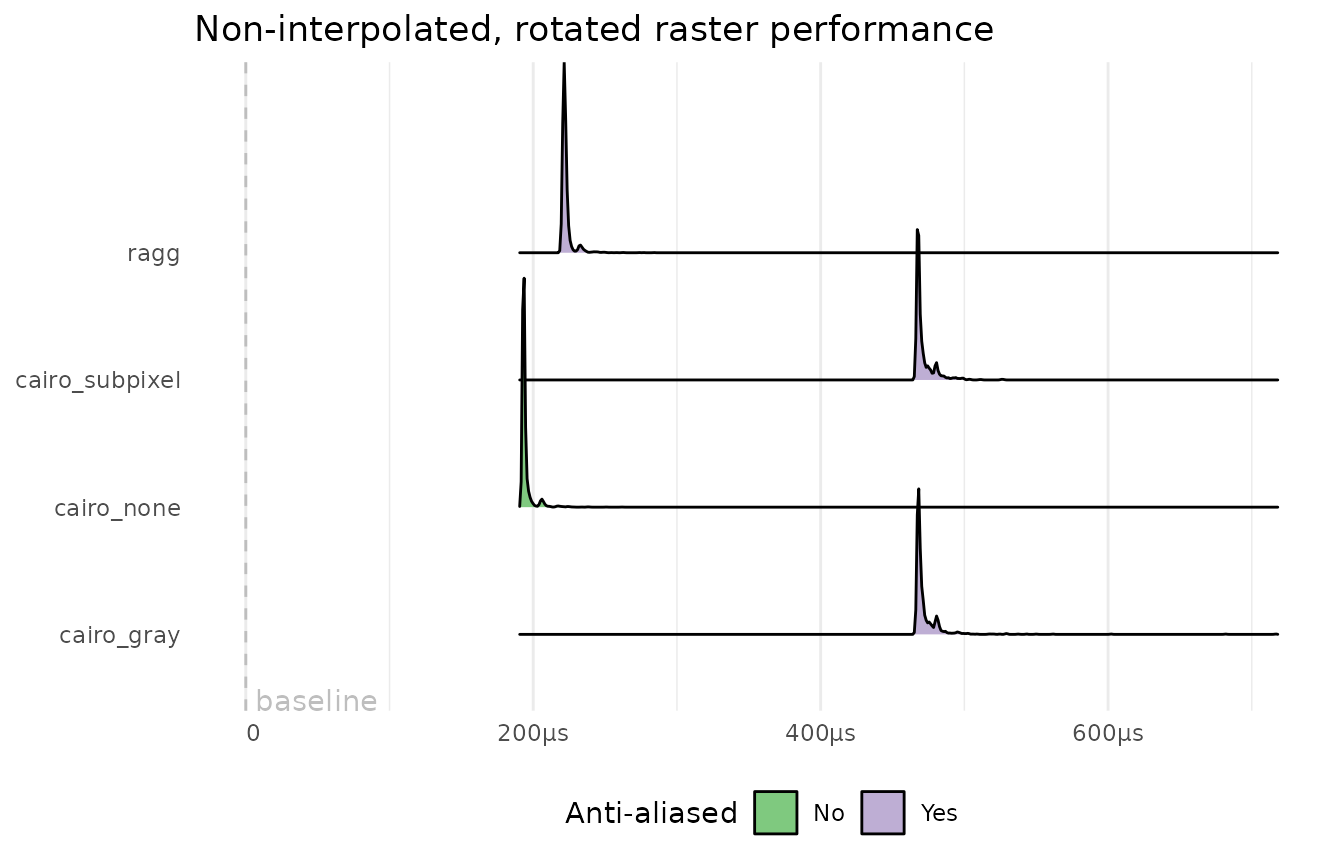 Non-interpolated, rotated raster performance
ragg
cairo_subpixel
cairo_none
cairo_gray
baseline
0 200µs 400µs 600µs
Anti-aliased No Yes